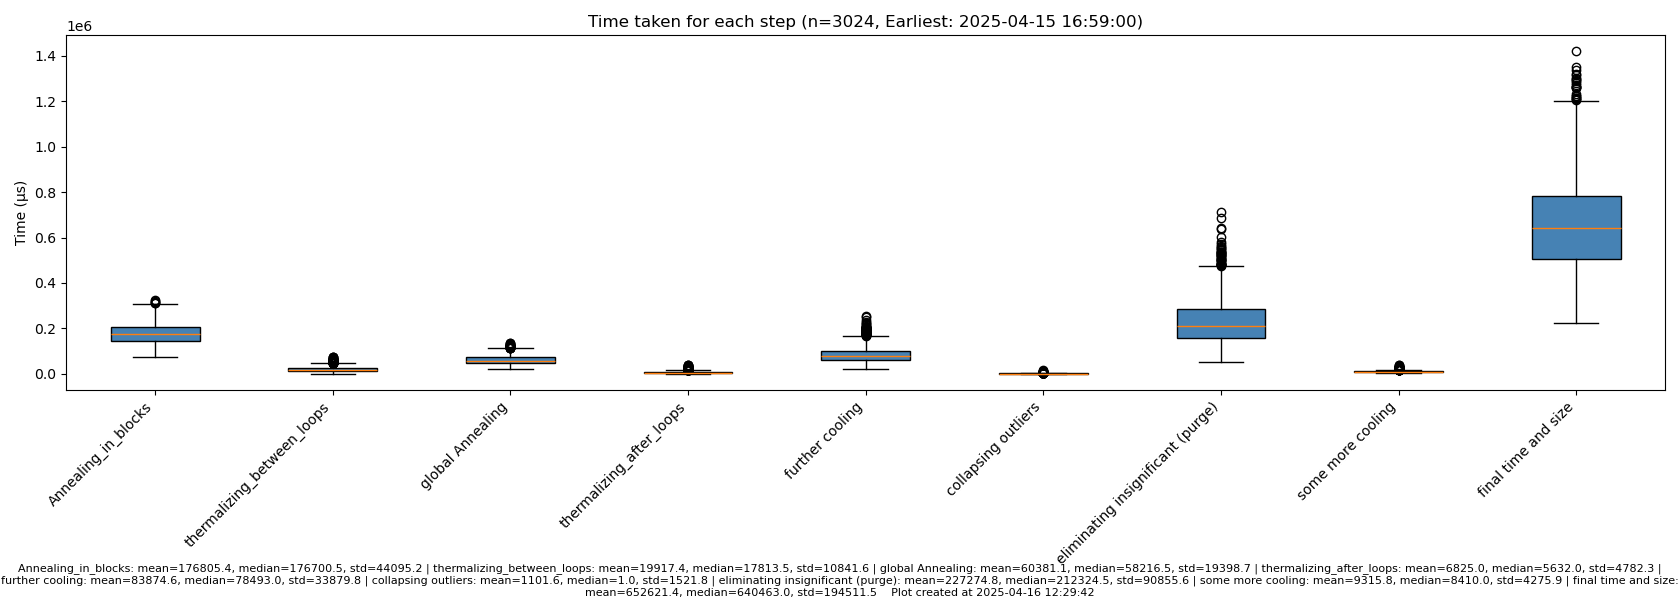 Time taken for each step (n=3024, Earliest: 2025-04-15 16:59:00)
1e6
1.4
1.2
1.0
0.8
0.6
0.4
0.2
0.0
Time (µs)
Annealing_in_blocks
thermalizing_between_loops
global Annealing
thermalizing_after_loops
further cooling
collapsing outliers
eliminating insignificant (purge)
some more cooling
final time and size
Annealing_in_blocks: mean=176805.4, median=176700.5, std=44095.2 | thermalizing_between_loops: mean=19917.4, median=17813.5, std=10841.6 | global Annealing: mean=60381.1, median=58216.5, std=19398.7 | thermalizing_after_loops: mean=6825.0, median=5632.0, std=4782.3 |
further cooling: mean=83874.6, median=78493.0, std=33879.8 | collapsing outliers: mean=1101.6, median=1.0, std=1521.8 | eliminating insignificant (purge): mean=227274.8, median=212324.5, std=90855.6 | some more cooling: mean=9315.8, median=8410.0, std=4275.9 | final time and size:
mean=652621.4, median=640463.0, std=194511.5    Plot created at 2025-04-16 12:29:42